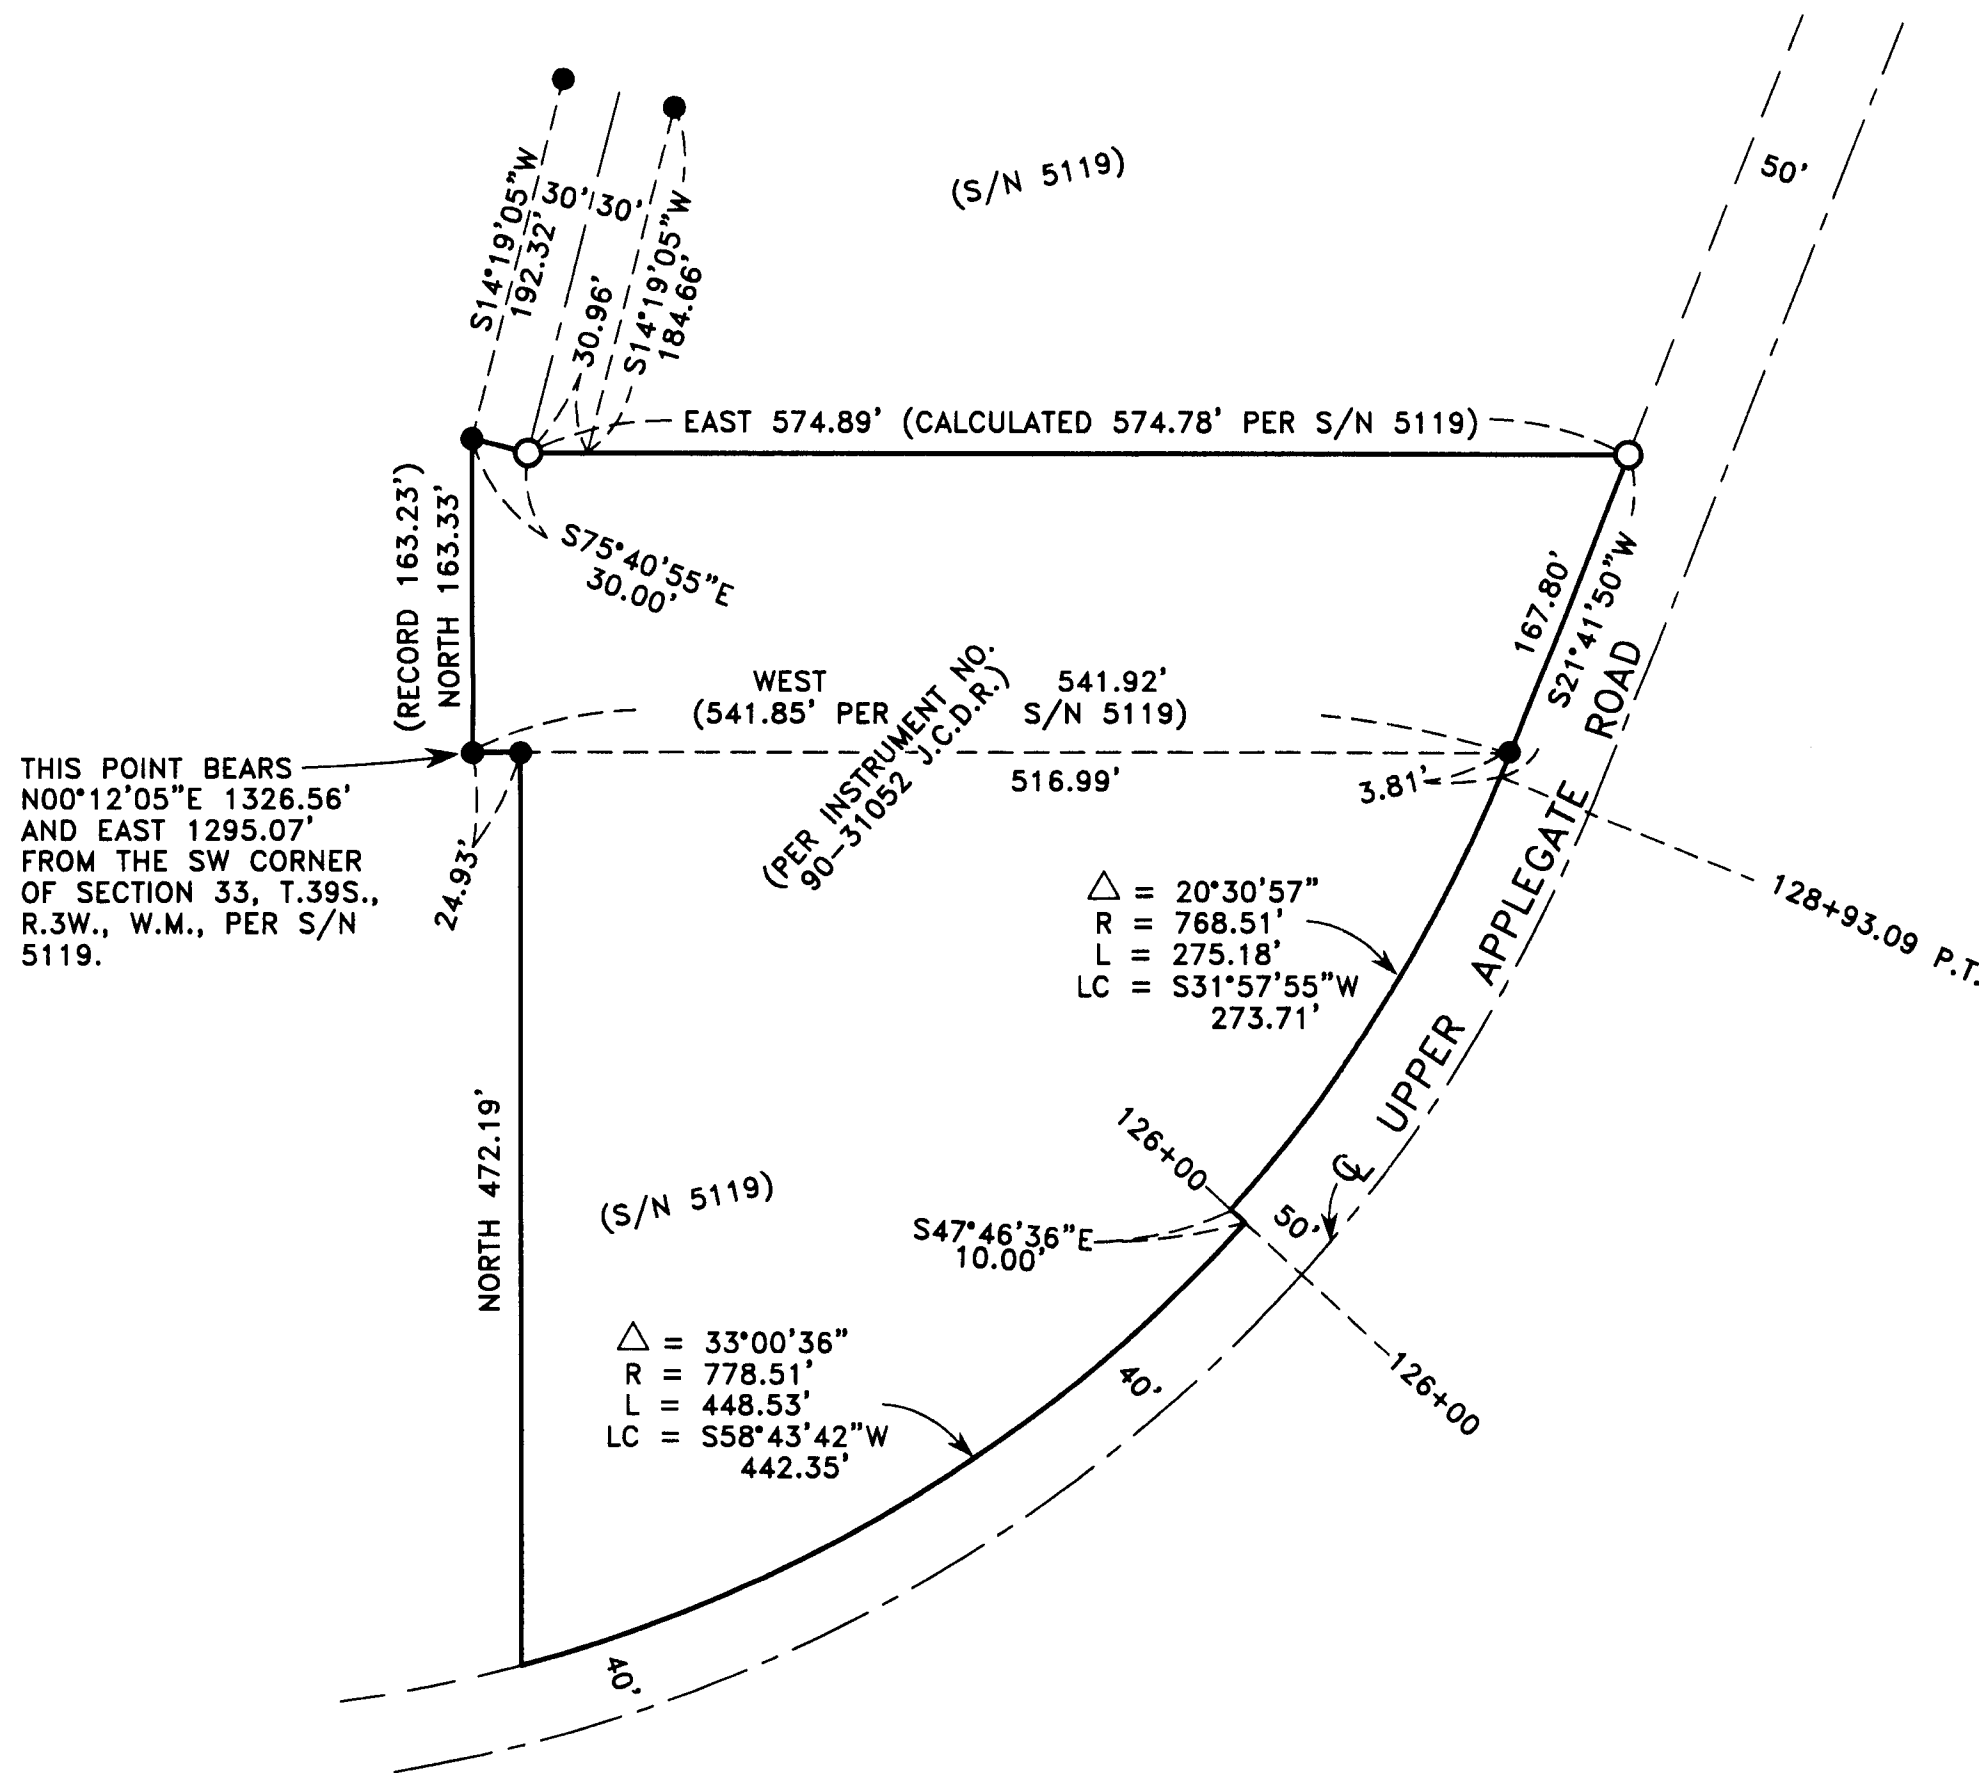 (S/N 5119)
50'
S14°19'05"W
192.32'
30'
30'
30.96'
S14°19'05"W
184.66'
EAST 574.89' (CALCULATED 574.78' PER S/N 5119)
(RECORD 163.23')
NORTH 163.33'
S75°40'55"E
30.00'
167.80'
S21°41'50"W
WEST 541.92'
(541.85' PER S/N 5119)
(PER INSTRUMENT NO.
90-31052 J.C.D.R.)
516.99'
3.81'
THIS POINT BEARS
N00°12'05"E 1326.56'
AND EAST 1295.07'
FROM THE SW CORNER
OF SECTION 33, T.39S.,
R.3W., W.M., PER S/N
5119.
24.93'
128+93.09 P.T.
△ = 20°30'57"
R = 768.51'
L = 275.18'
LC = S31°57'55"W
273.71'
℄ UPPER APPLEGATE ROAD
126+00
50'
S47°46'36"E
10.00'
NORTH 472.19'
(S/N 5119)
△ = 33°00'36"
R = 778.51'
L = 448.53'
LC = S58°43'42"W
442.35'
40'
126+00
40'